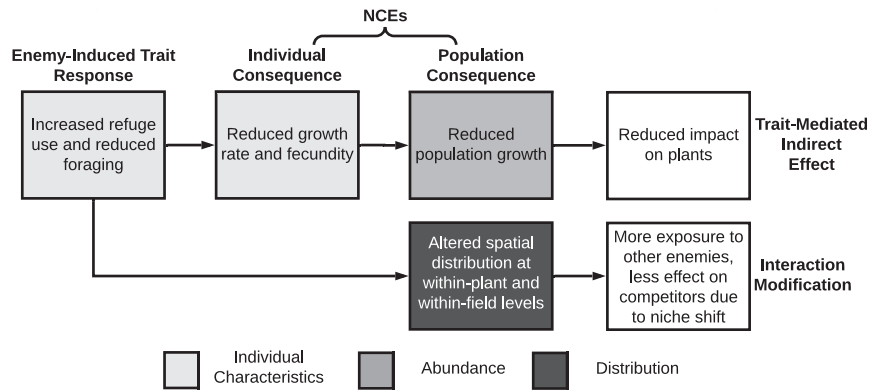 NCEs
Enemy-Induced Trait
Response
Individual
Consequence
Population
Consequence
Increased refuge
use and reduced
foraging
Reduced growth
rate and fecundity
Reduced
population growth
Reduced impact
on plants
Trait-Mediated
Indirect
Effect
Altered spatial
distribution at
within-plant and
within-field levels
More exposure to
other enemies,
less effect on
competitors due
to niche shift
Interaction
Modification
Individual
Characteristics
Abundance
Distribution